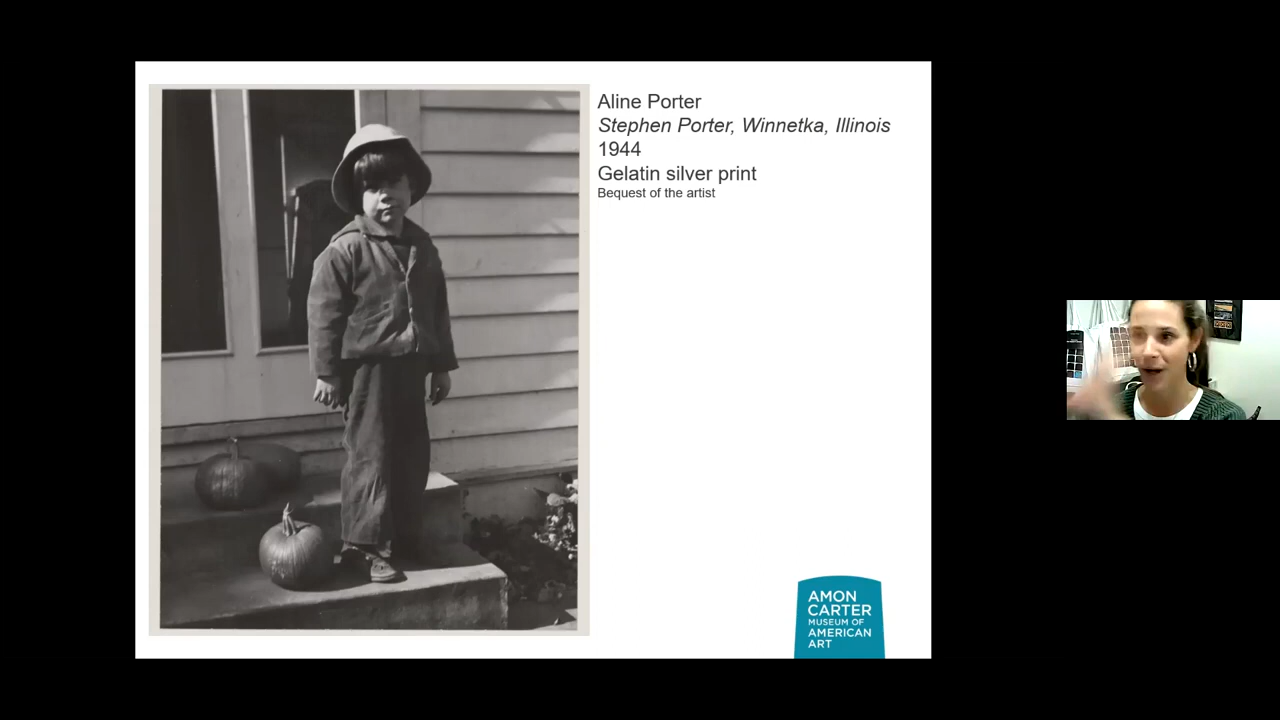 Aline Porter
Stephen Porter, Winnetka, Illinois
1944
Gelatin silver print
Bequest of the artist
AMON
CARTER
MUSEUM OF
AMERICAN
ART